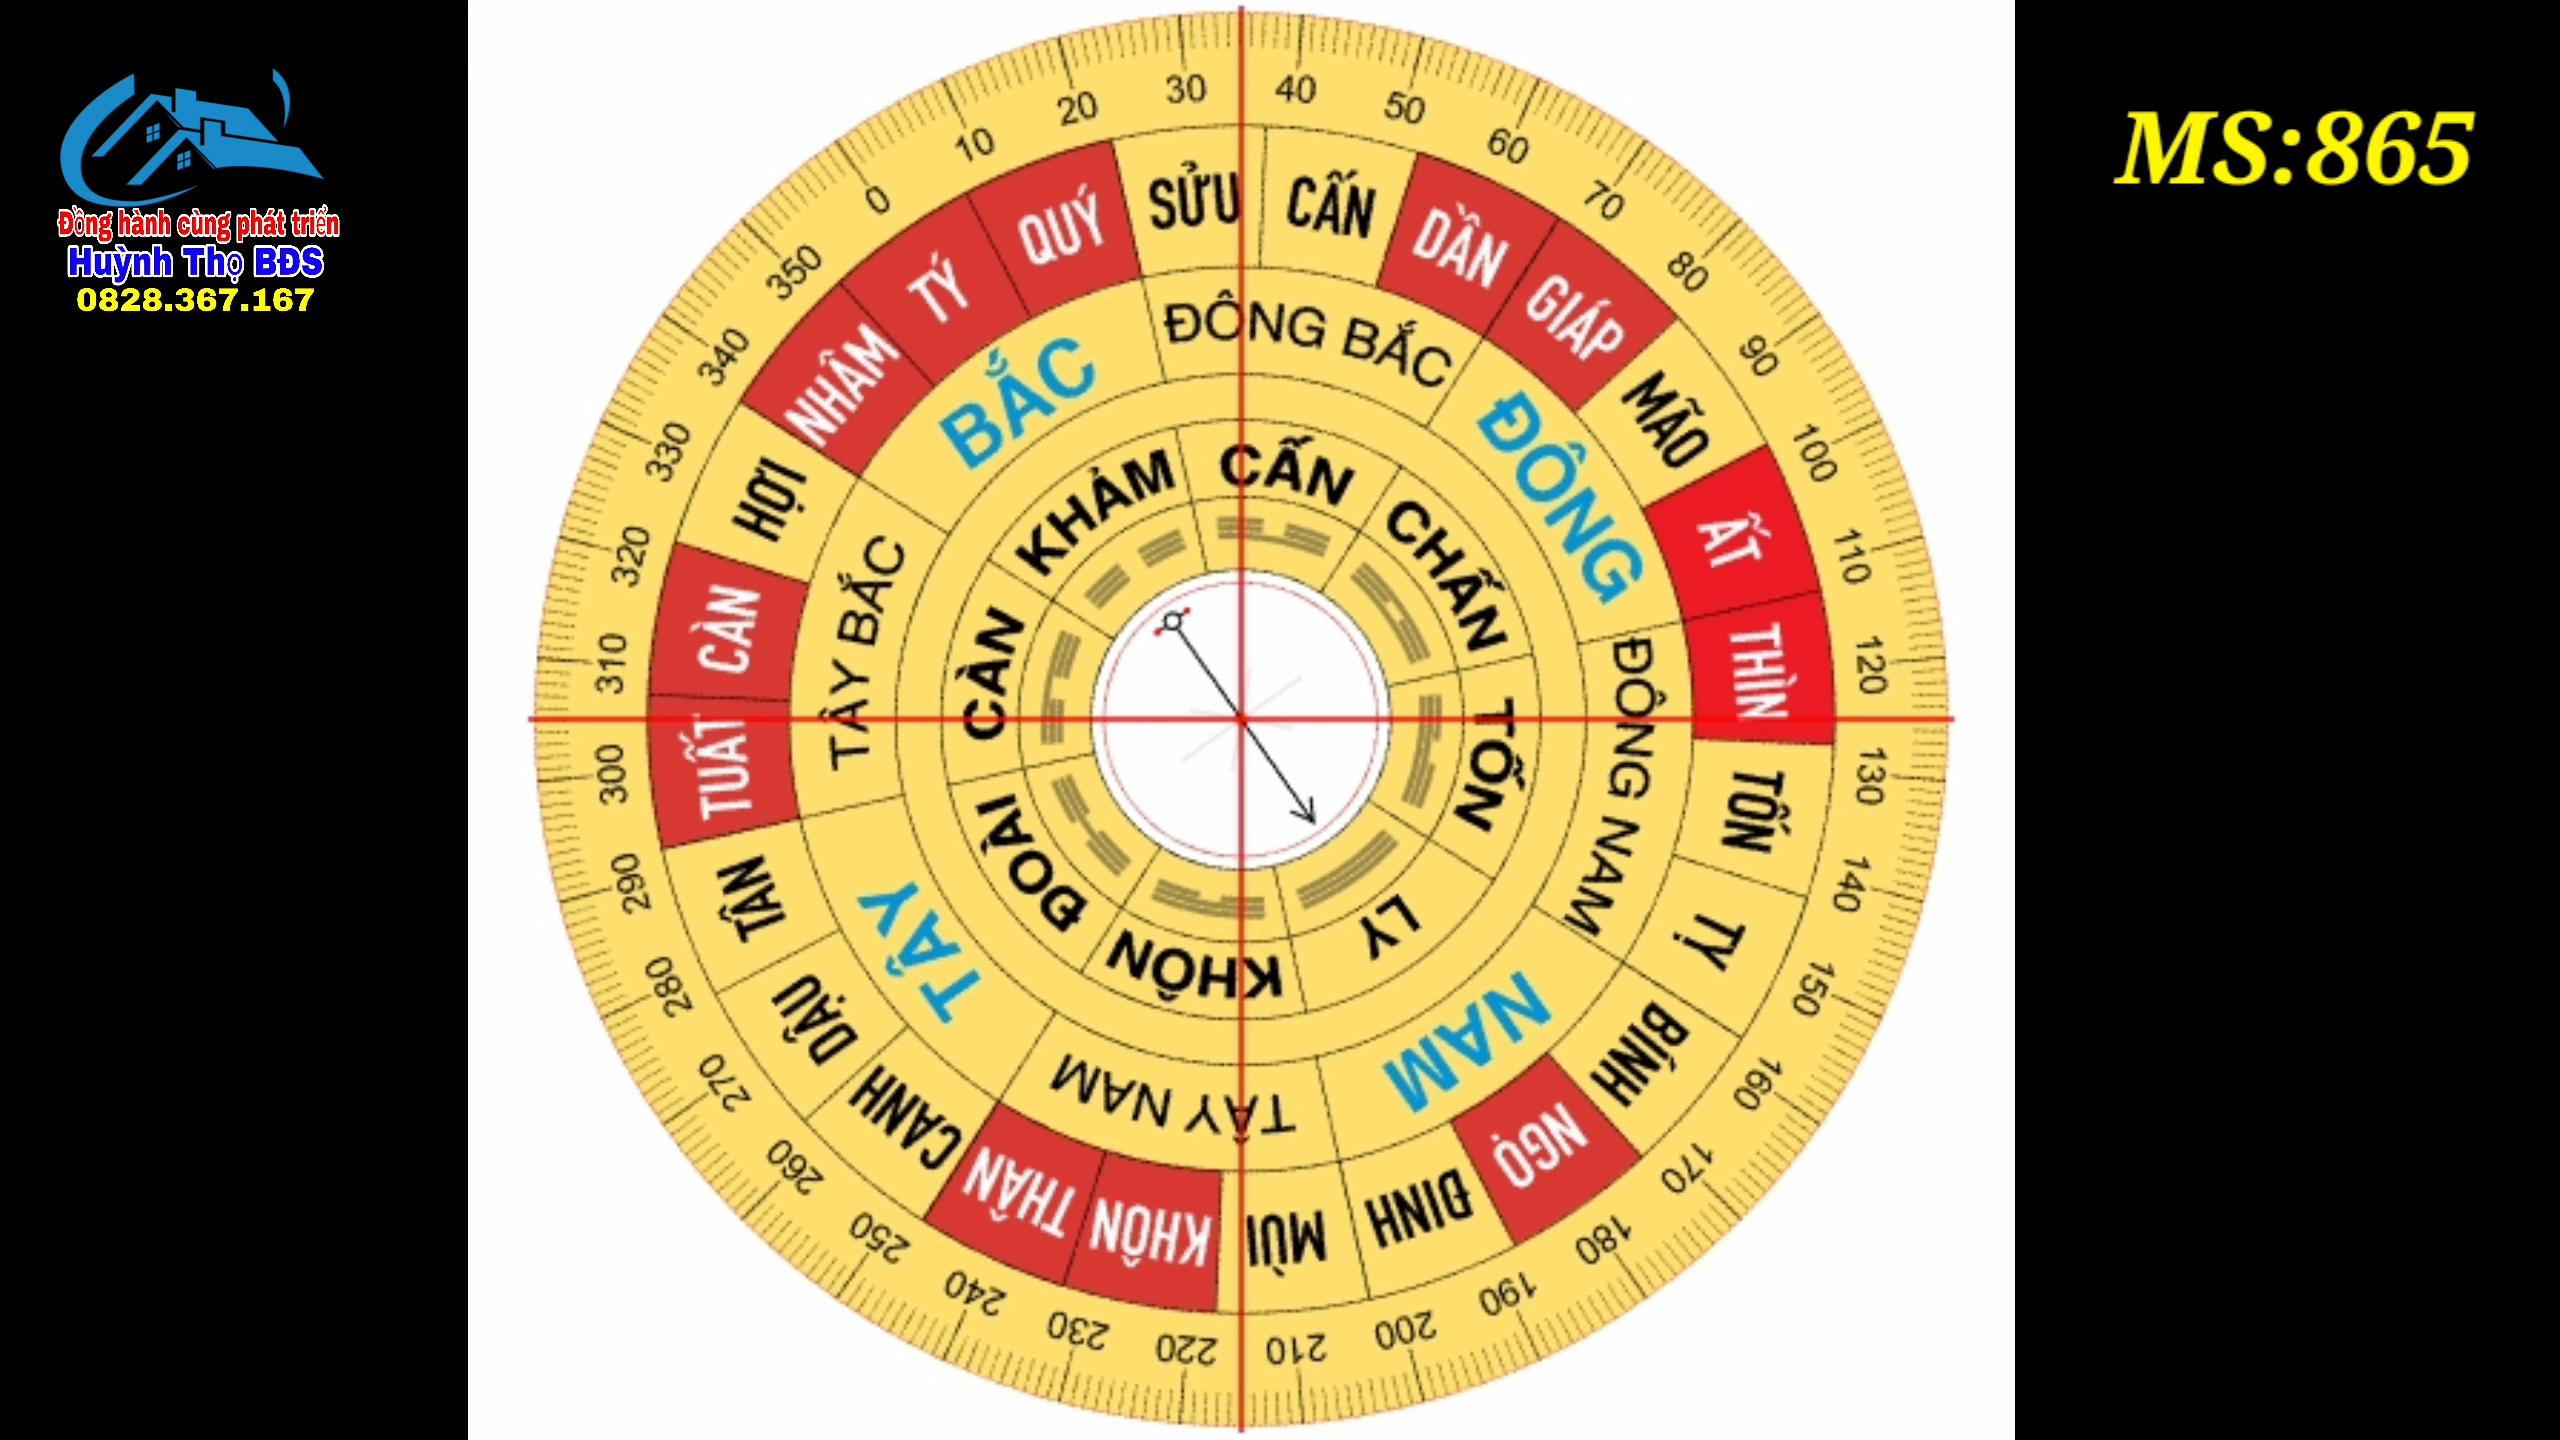 Đồng hành cùng phát triển
Huỳnh Thọ BĐS
0828.367.167
MS:865
0
10
20
30
40
50
60
70
80
90
100
110
120
130
140
150
160
170
180
190
200
210
220
230
240
250
260
270
280
290
300
310
320
330
340
350
NHÂM
TÝ
QUÝ
SỬU
CẤN
DẦN
GIÁP
MÃO
ẤT
THÌN
TỐN
TỴ
BÍNH
NGỌ
ĐINH
MÙI
KHÔN
THÂN
CANH
DẬU
TÂN
TUẤT
CÀN
HỢI
BẮC
ĐÔNG BẮC
ĐÔNG
ĐÔNG NAM
NAM
TÂY NAM
TÂY
TÂY BẮC
KHẢM
CẤN
CHẤN
TỐN
LY
KHÔN
ĐOÀI
CÀN